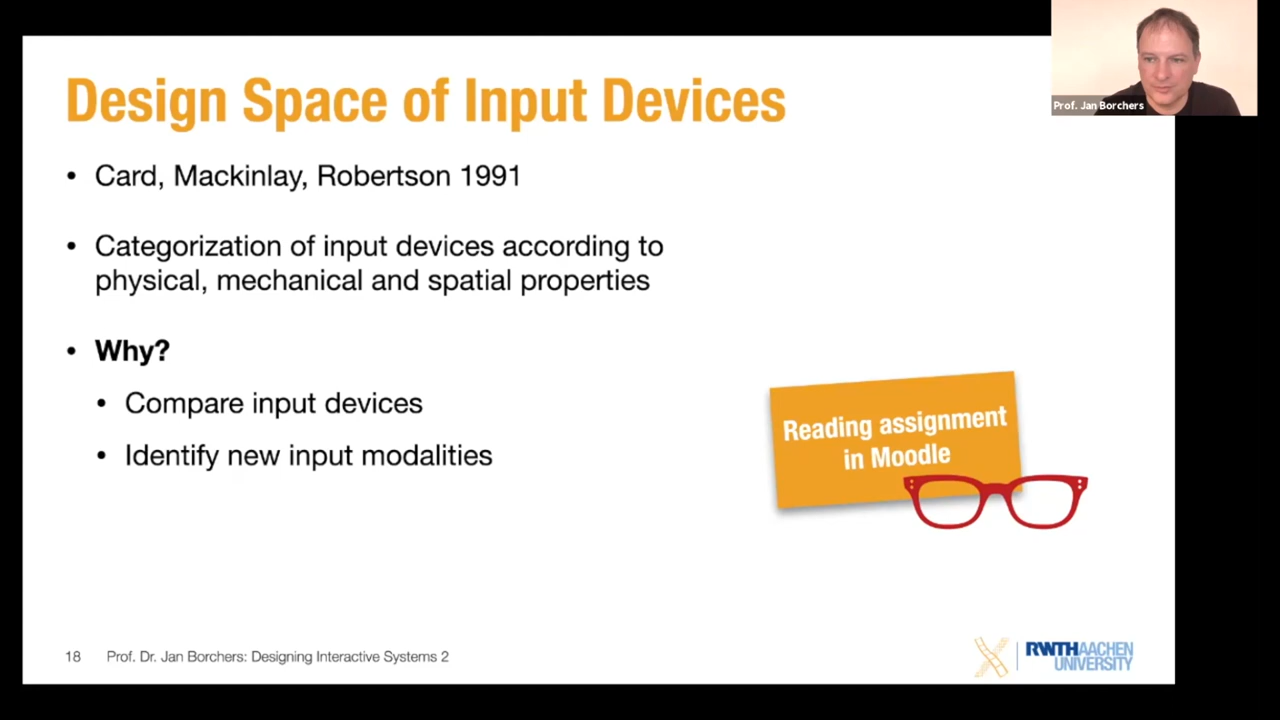 Design Space of Input Devices
Prof. Jan Borchers
• Card, Mackinlay, Robertson 1991
• Categorization of input devices according to
physical, mechanical and spatial properties
• Why?
• Compare input devices
• Identify new input modalities
Reading assignment
in Moodle
18 Prof. Dr. Jan Borchers: Designing Interactive Systems 2
RWTHAACHEN
UNIVERSITY